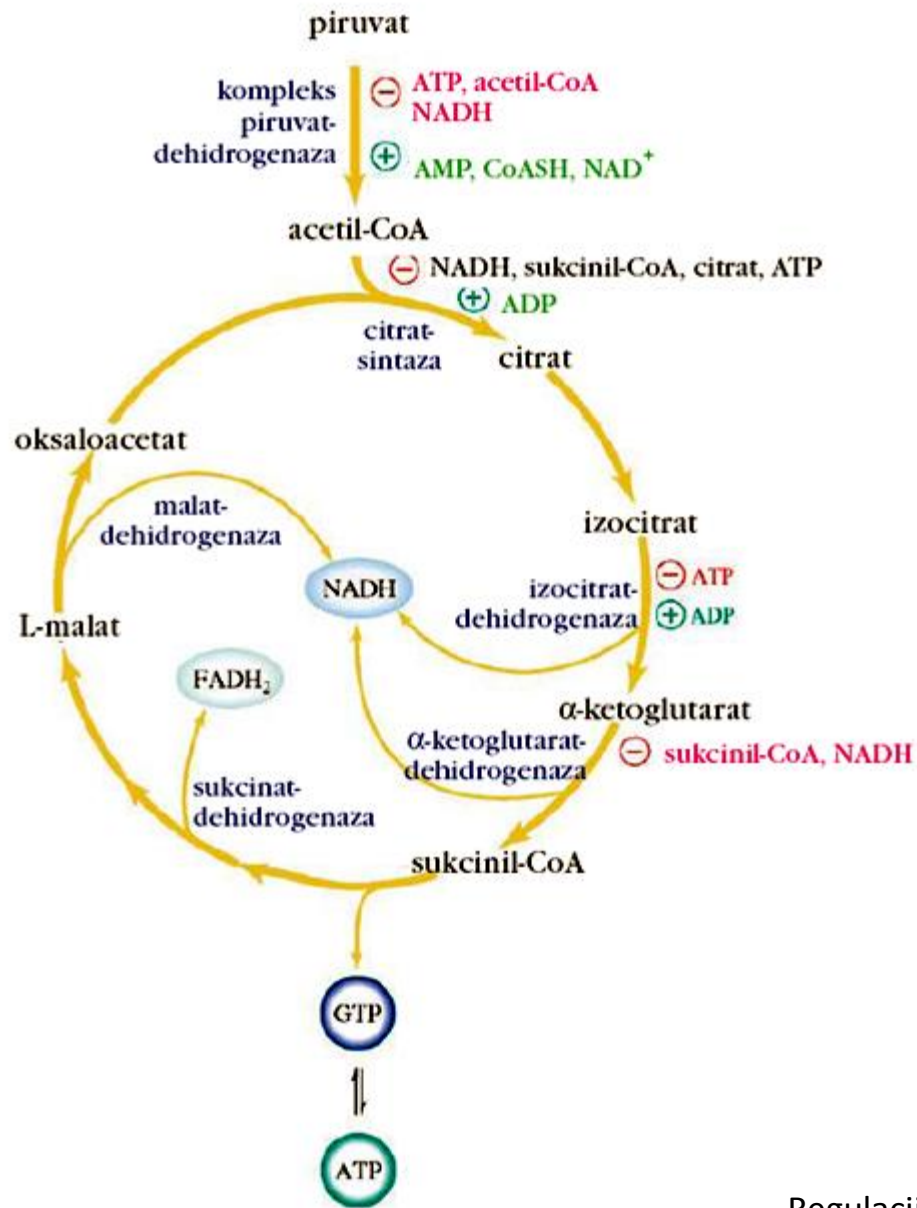 piruvat
kompleks
piruvat-
dehidrogenaza
⊖ ATP, acetil-CoA
NADH
⊕ AMP, CoASH, NAD⁺
acetil-CoA
⊖ NADH, sukcinil-CoA, citrat, ATP
⊕ ADP
citrat-
sintaza
citrat
oksaloacetat
malat-
dehidrogenaza
izocitrat
NADH
izocitrat-
dehidrogenaza
⊖ ATP
⊕ ADP
L-malat
FADH₂
α-ketoglutarat
α-ketoglutarat-
dehidrogenaza
⊖ sukcinil-CoA, NADH
sukcinat-
dehidrogenaza
sukcinil-CoA
GTP
ATP